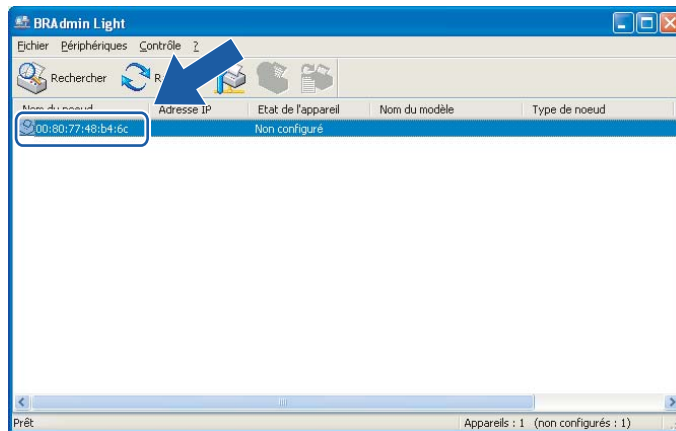 BRAdmin Light
Fichier Périphériques Contrôle ?
Rechercher
Adresse IP Etat de l'appareil Nom du modèle Type de noeud
00:80:77:48:b4:6c Non configuré
Prêt Appareils : 1 (non configurés : 1)